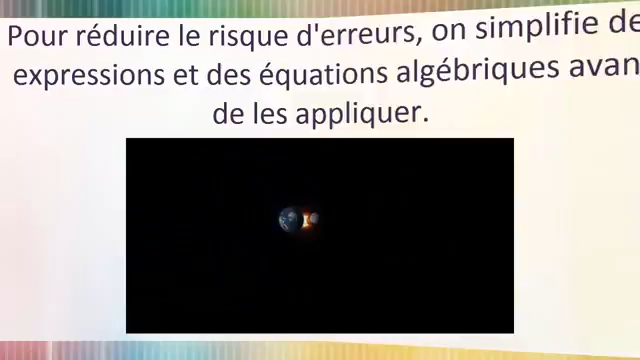 Pour réduire le risque d'erreurs, on simplifie de
expressions et des équations algébriques avan
de les appliquer.